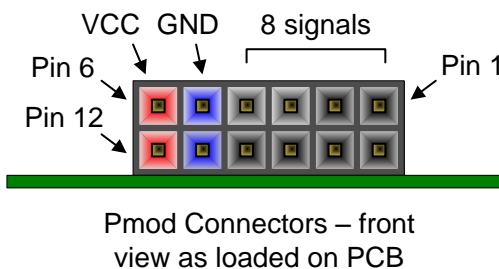 VCC GND 8 signals
Pin 6
Pin 1
Pin 12
Pmod Connectors – front
view as loaded on PCB